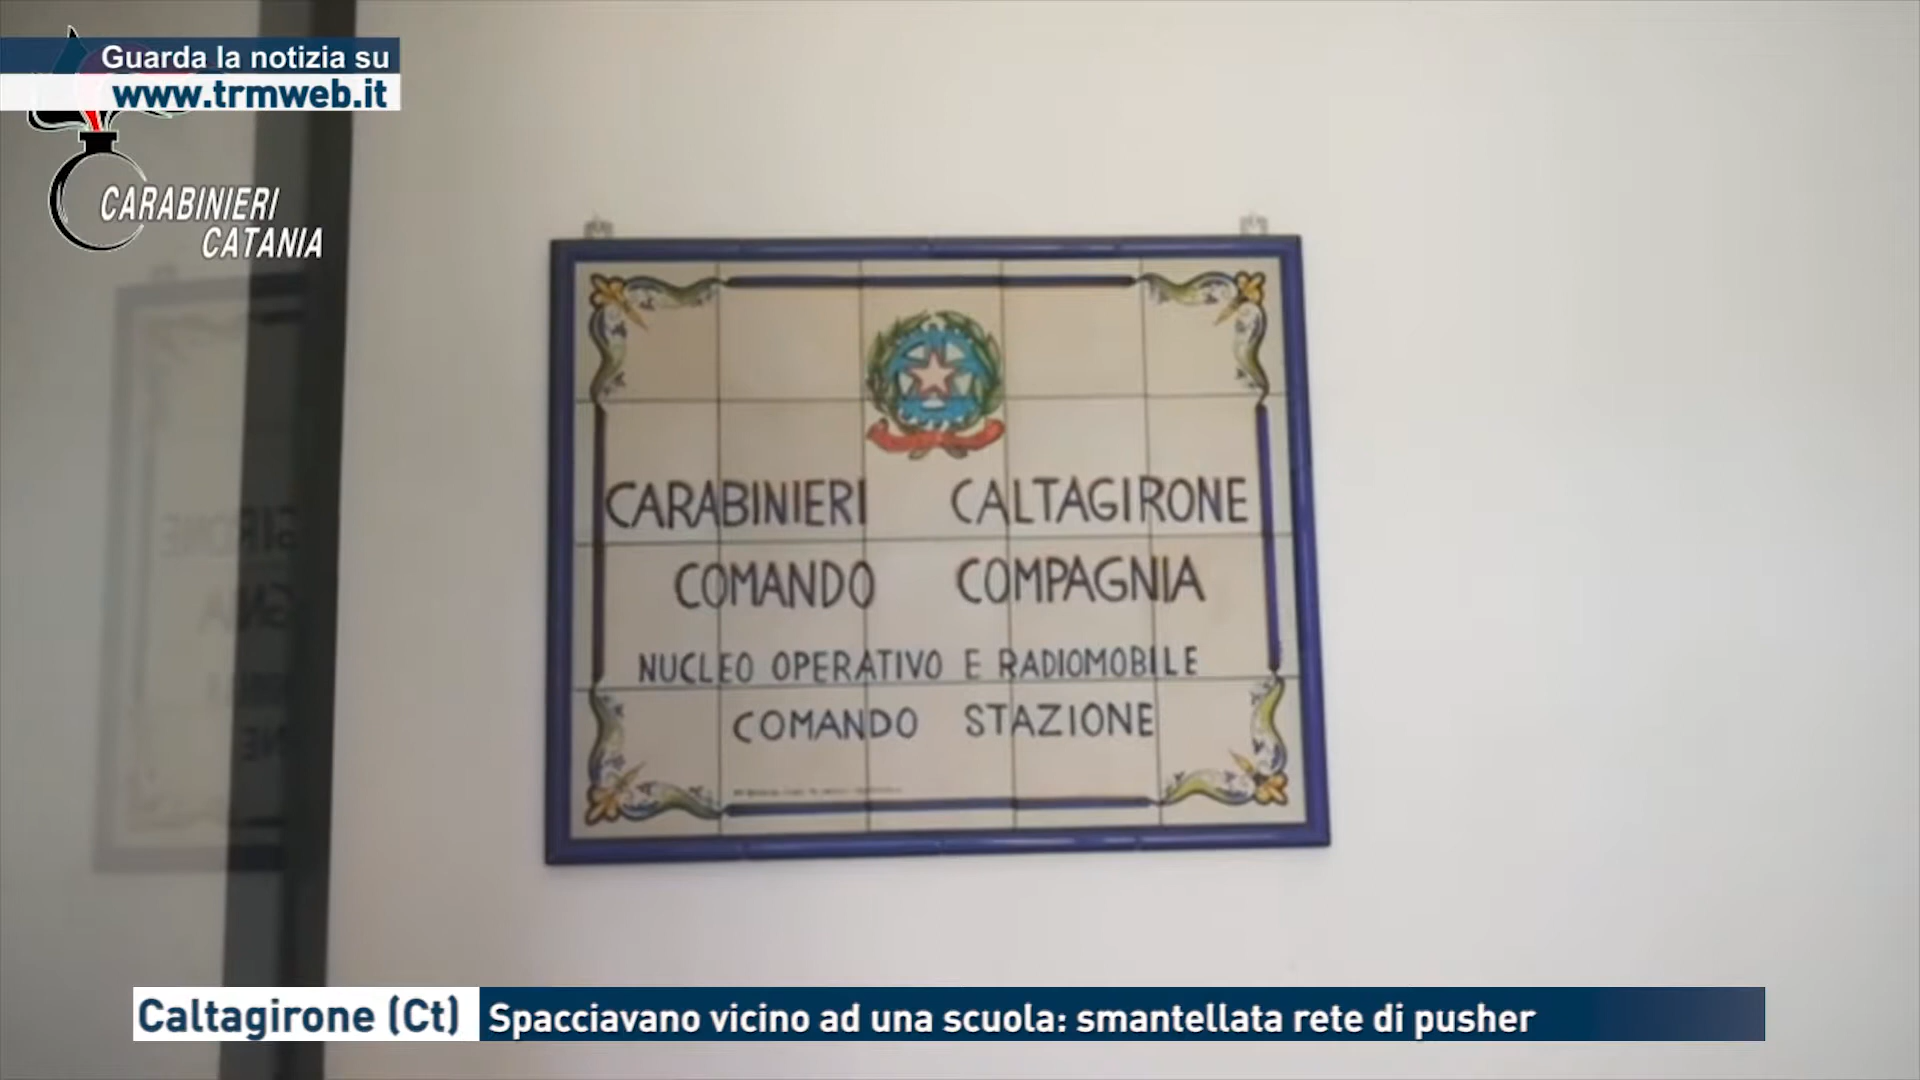 Guarda la notizia su
www.trmweb.it
CARABINIERI
CATANIA
CARABINIERI CALTAGIRONE
COMANDO COMPAGNIA
NUCLEO OPERATIVO E RADIOMOBILE
COMANDO STAZIONE
Caltagirone (Ct) Spacciavano vicino ad una scuola: smantellata rete di pusher